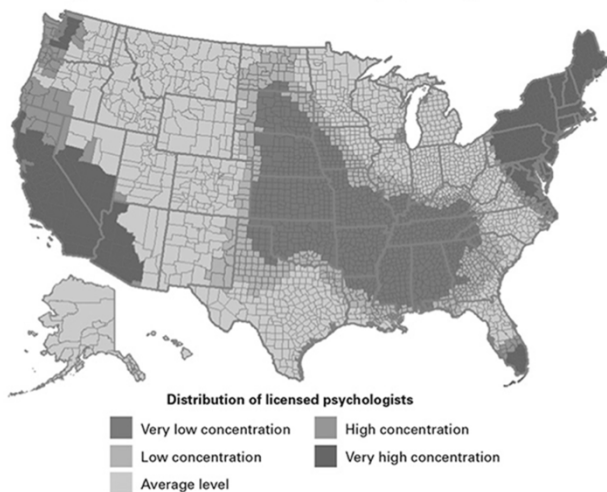 Distribution of licensed psychologists
Very low concentration
High concentration
Low concentration
Very high concentration
Average level